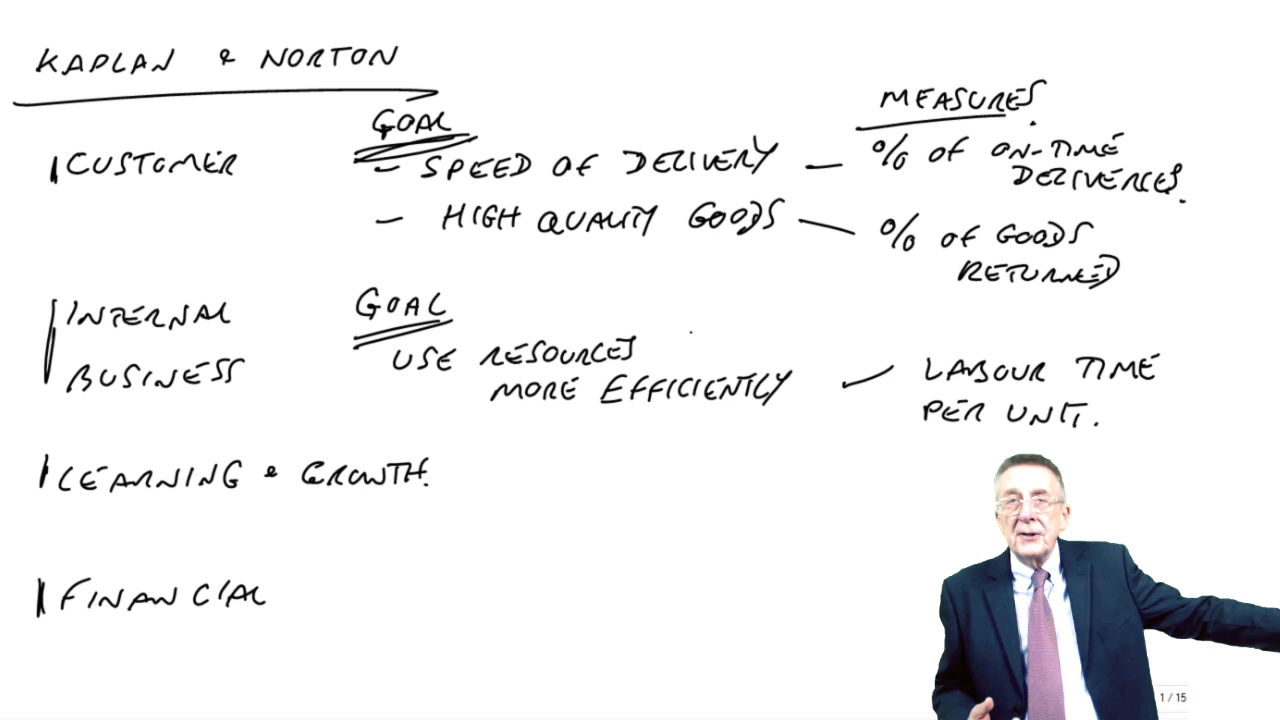 KAPLAN & NORTON
GOAL
MEASURES.
CUSTOMER - SPEED OF DELIVERY - % OF ON-TIME
DELIVERIES.
- HIGH QUALITY GOODS - % OF GOODS
RETURNED
INTERNAL
GOAL
BUSINESS
USE RESOURCES
MORE EFFICIENTLY - LABOUR TIME
PER UNIT.
LEARNING & GROWTH.
FINANCIAL
1 / 15